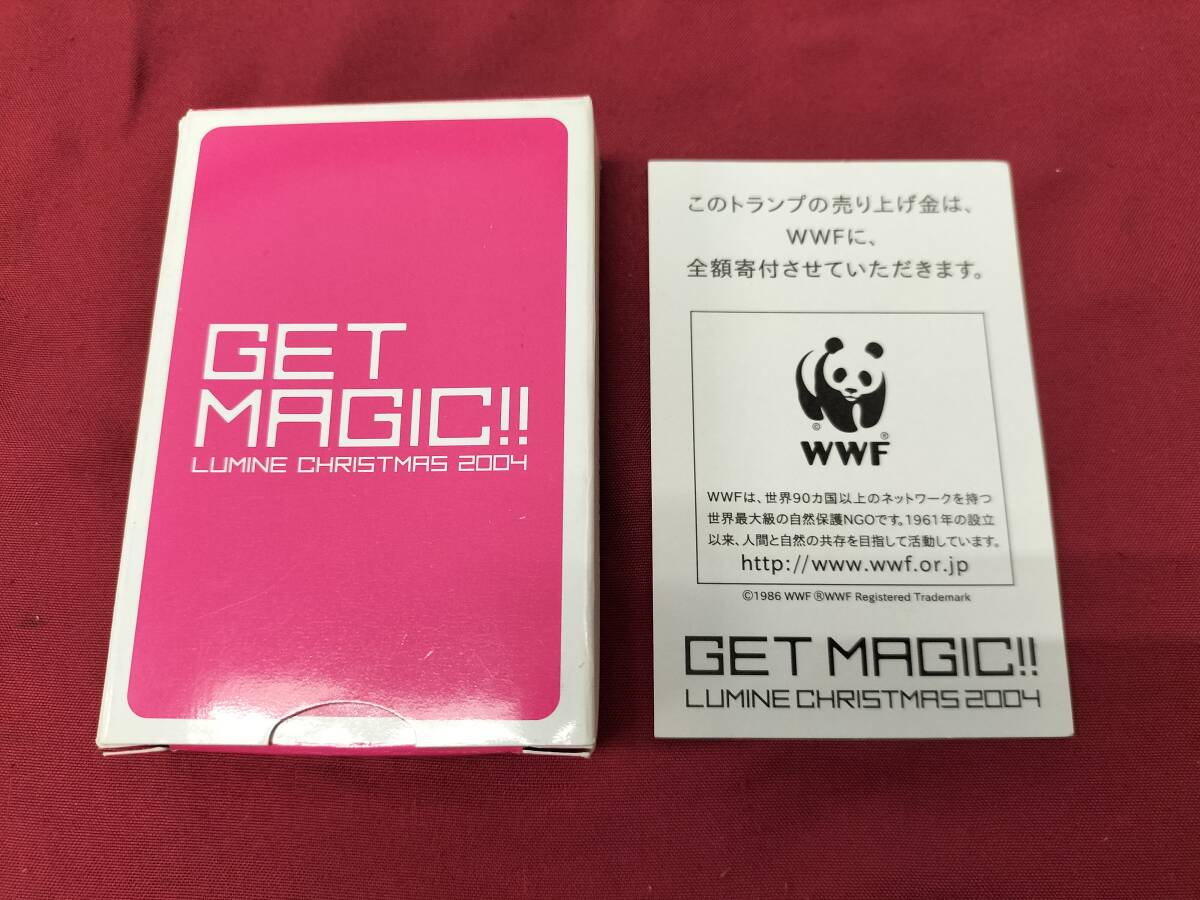 GET
MAGIC!!
LUMINE CHRISTMAS 2004
このトランプの売り上げ金は、
WWFに、
全額寄付させていただきます。
© ®
WWF
WWFは、世界90カ国以上のネットワークを持つ
世界最大級の自然保護NGOです。1961年の設立
以来、人間と自然の共存を目指して活動しています。
http://www.wwf.or.jp
©1986 WWF ®WWF Registered Trademark
GET MAGIC!!
LUMINE CHRISTMAS 2004